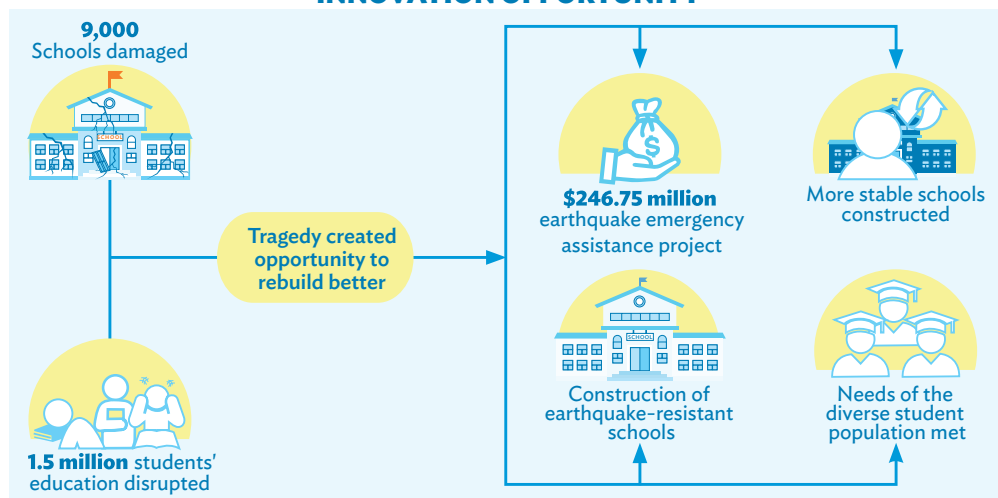 INNOVATION OPPORTUNITY
9,000
Schools damaged
SCHOOL
Tragedy created
opportunity to
rebuild better
1.5 million students'
education disrupted
$
$246.75 million
earthquake emergency
assistance project
More stable schools
constructed
SCHOOL
Construction of
earthquake-resistant
schools
Needs of the
diverse student
population met